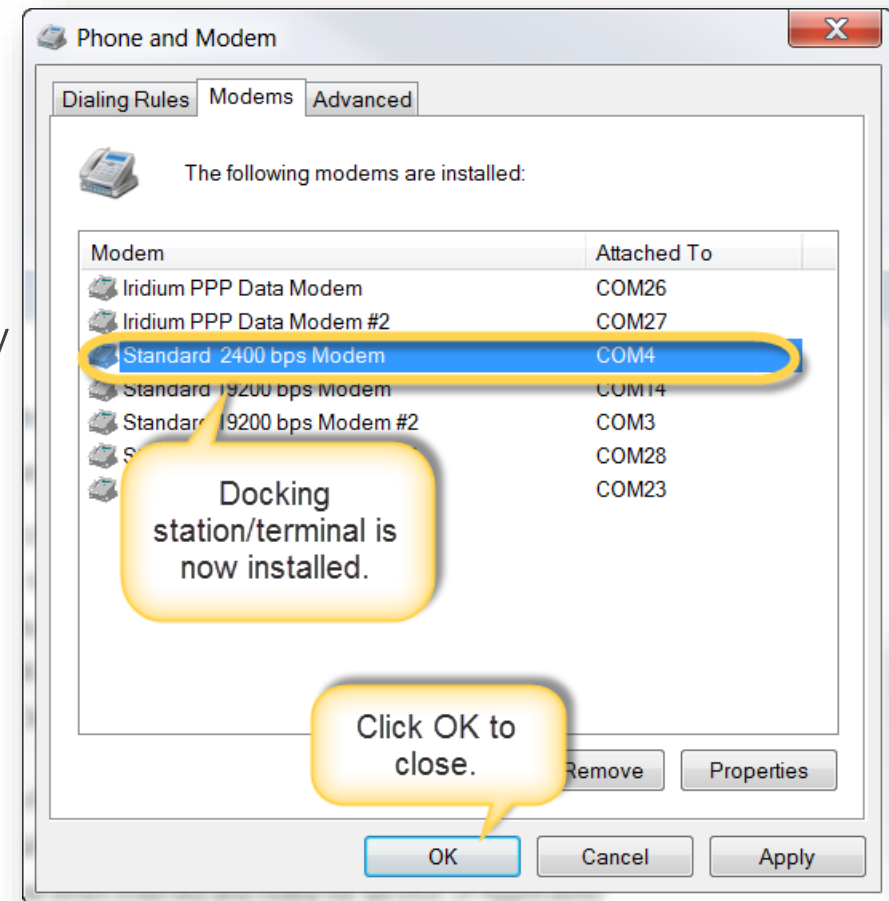 Phone and Modem
Dialing Rules Modems Advanced
The following modems are installed:
Modem Attached To
Iridium PPP Data Modem COM26
Iridium PPP Data Modem #2 COM27
Standard 2400 bps Modem COM4
Standard 19200 bps Modem COM14
Standard 19200 bps Modem #2 COM3
COM28
COM23
Docking
station/terminal is
now installed.
Click OK to
close.
Remove Properties
OK Cancel Apply